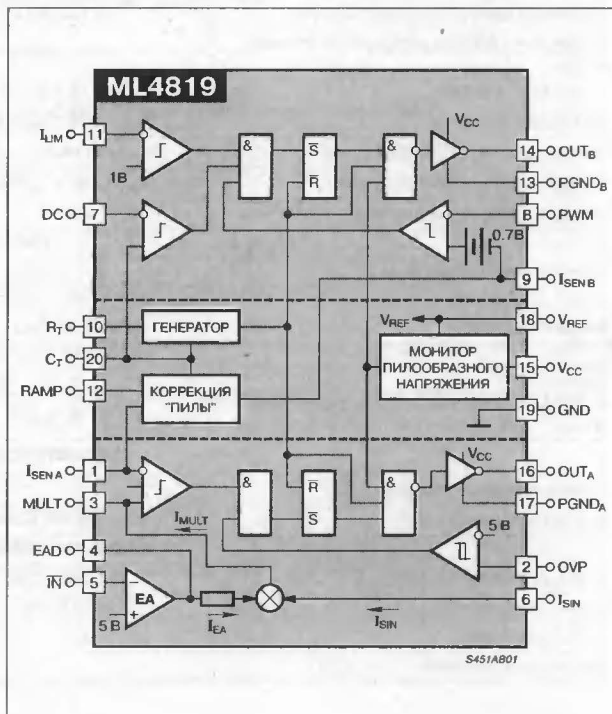 ML4819
I_LIM 11
1В
&
S̅
R̅
&
V_CC
14 OUT_B
13 PGND_B
DC 7
8 PWM
0.7В
9 I_SEN B
R_T 10
ГЕНЕРАТОР
V_REF
18 V_REF
C_T 20
МОНИТОР
ПИЛООБРАЗНОГО
НАПРЯЖЕНИЯ
15 V_CC
RAMP 12
КОРРЕКЦИЯ
"ПИЛЫ"
19 GND
I_SEN A 1
&
R̅
S̅
&
V_CC
16 OUT_A
MULT 3
I_MULT
17 PGND_A
EAD 4
5 В
2 OVP
I̅N̅ 5
− EA +
5 В
I_EA
I_SIN
6 I_SIN
S451AB01